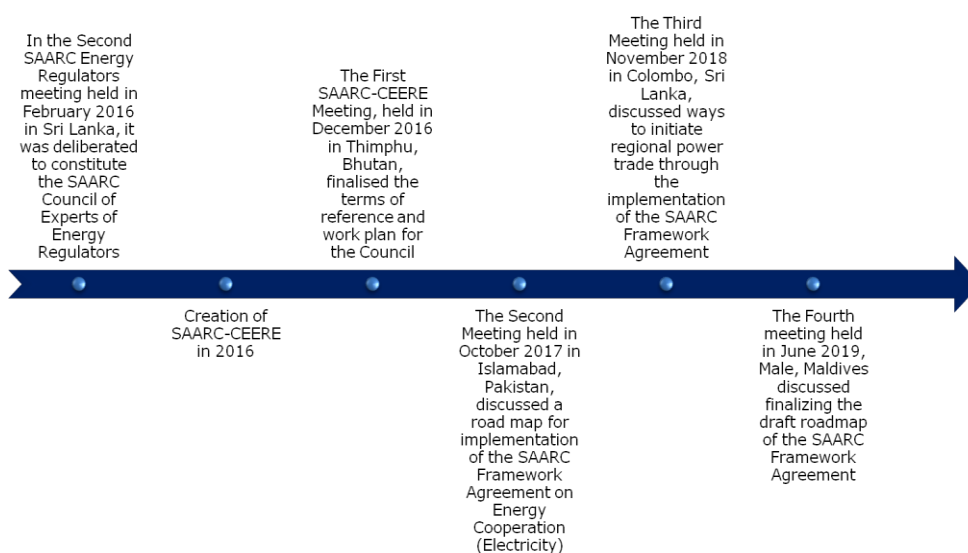 In the Second
SAARC Energy
Regulators
meeting held in
February 2016
in Sri Lanka, it
was deliberated
to constitute
the SAARC
Council of
Experts of
Energy
Regulators
Creation of
SAARC-CEERE
in 2016
The First
SAARC-CEERE
Meeting, held in
December 2016
in Thimphu,
Bhutan,
finalised the
terms of
reference and
work plan for
the Council
The Second
Meeting held in
October 2017 in
Islamabad,
Pakistan,
discussed a
road map for
implementation
of the SAARC
Framework
Agreement on
Energy
Cooperation
(Electricity)
The Third
Meeting held in
November 2018
in Colombo, Sri
Lanka,
discussed ways
to initiate
regional power
trade through
the
implementation
of the SAARC
Framework
Agreement
The Fourth
meeting held
in June 2019,
Male, Maldives
discussed
finalizing the
draft roadmap
of the SAARC
Framework
Agreement